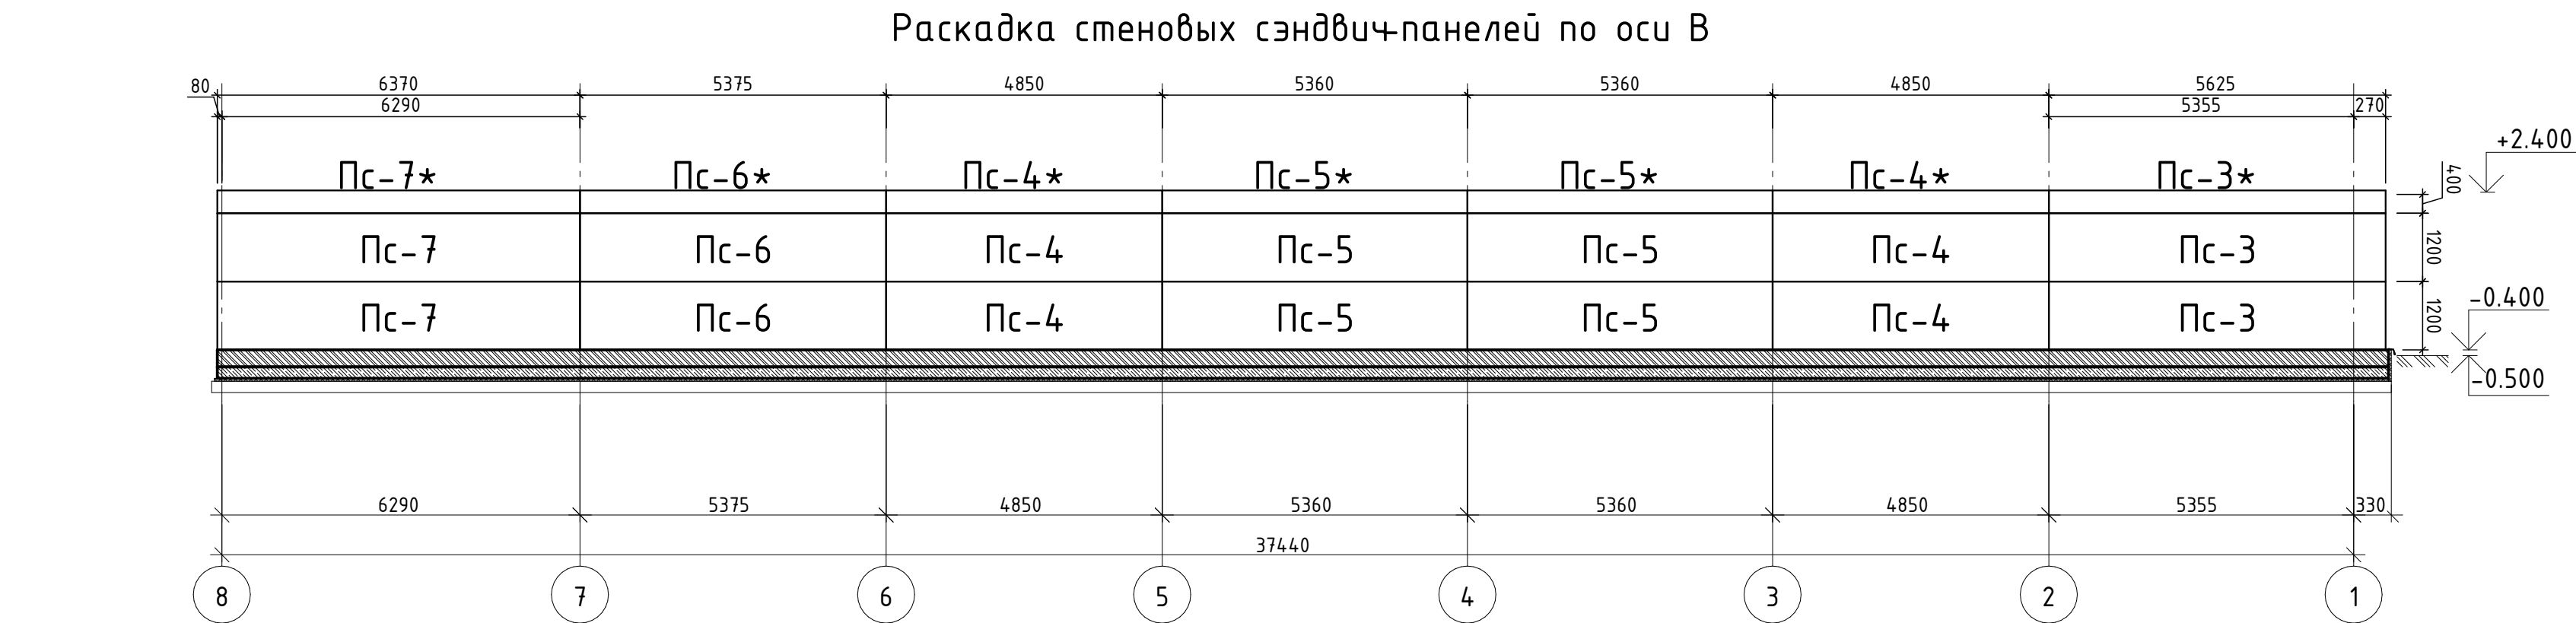 Раскадка стеновых сэндвич-панелей по оси В
80 6370 5375 4850 5360 5360 4850 5625
6290 5355 270
+2.400
Пс-7* Пс-6* Пс-4* Пс-5* Пс-5* Пс-4* Пс-3*
400
Пс-7 Пс-6 Пс-4 Пс-5 Пс-5 Пс-4 Пс-3
1200
-0.400
Пс-7 Пс-6 Пс-4 Пс-5 Пс-5 Пс-4 Пс-3
1200
-0.500
6290 5375 4850 5360 5360 4850 5355 330
37440
8 7 6 5 4 3 2 1